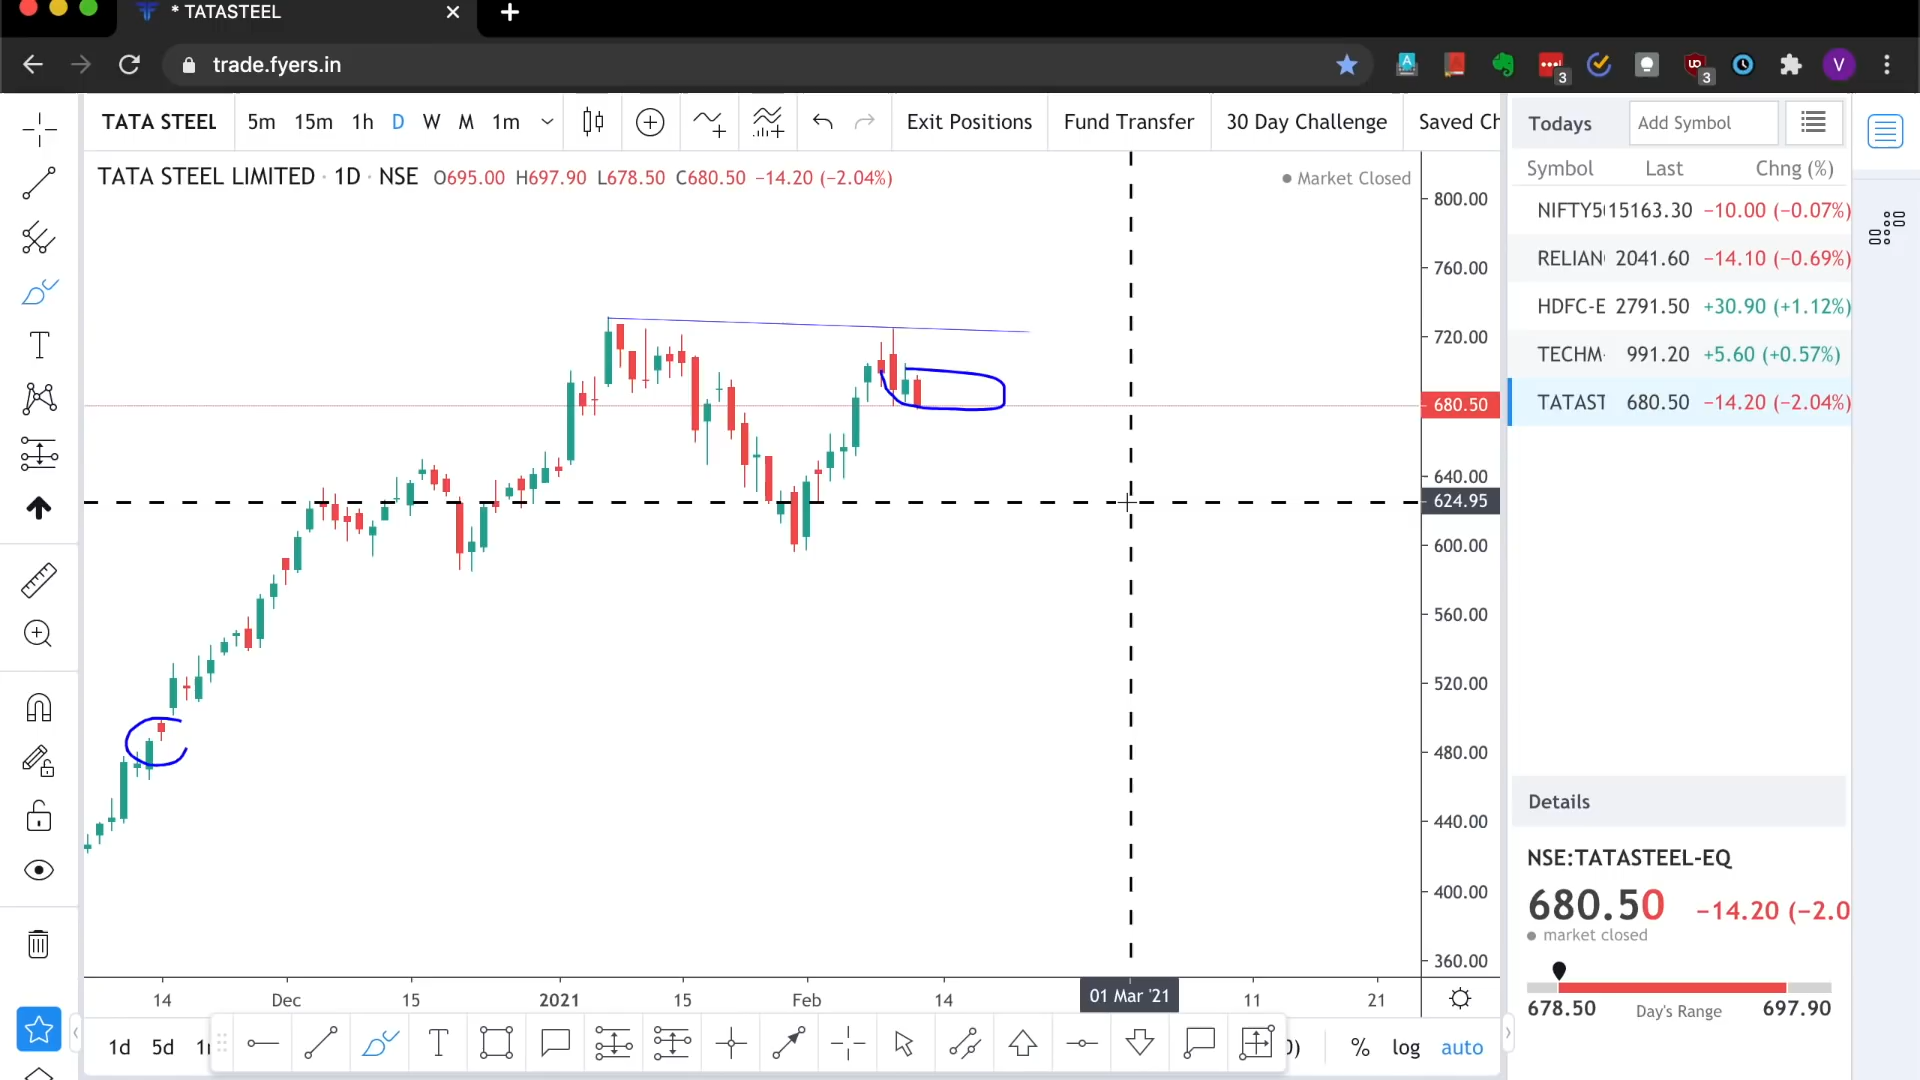 * TATASTEEL
trade.fyers.in
3
3
V
TATA STEEL 5m 15m 1h D W M 1m Exit Positions Fund Transfer 30 Day Challenge Saved Ch
TATA STEEL LIMITED · 1D · NSE O695.00 H697.90 L678.50 C680.50 −14.20 (−2.04%)
Market Closed
800.00
760.00
720.00
680.50
640.00
624.95
600.00
560.00
520.00
480.00
440.00
400.00
360.00
14 Dec 15 2021 15 Feb 14 01 Mar '21 11 21
1d 5d % log auto
Todays Add Symbol
Symbol Last Chng (%)
NIFTY5 15163.30 −10.00 (−0.07%)
RELIAN 2041.60 −14.10 (−0.69%)
HDFC-E 2791.50 +30.90 (+1.12%)
TECHM- 991.20 +5.60 (+0.57%)
TATAST 680.50 −14.20 (−2.04%)
Details
NSE:TATASTEEL-EQ
680.50 −14.20 (−2.0
market closed
678.50 Day's Range 697.90